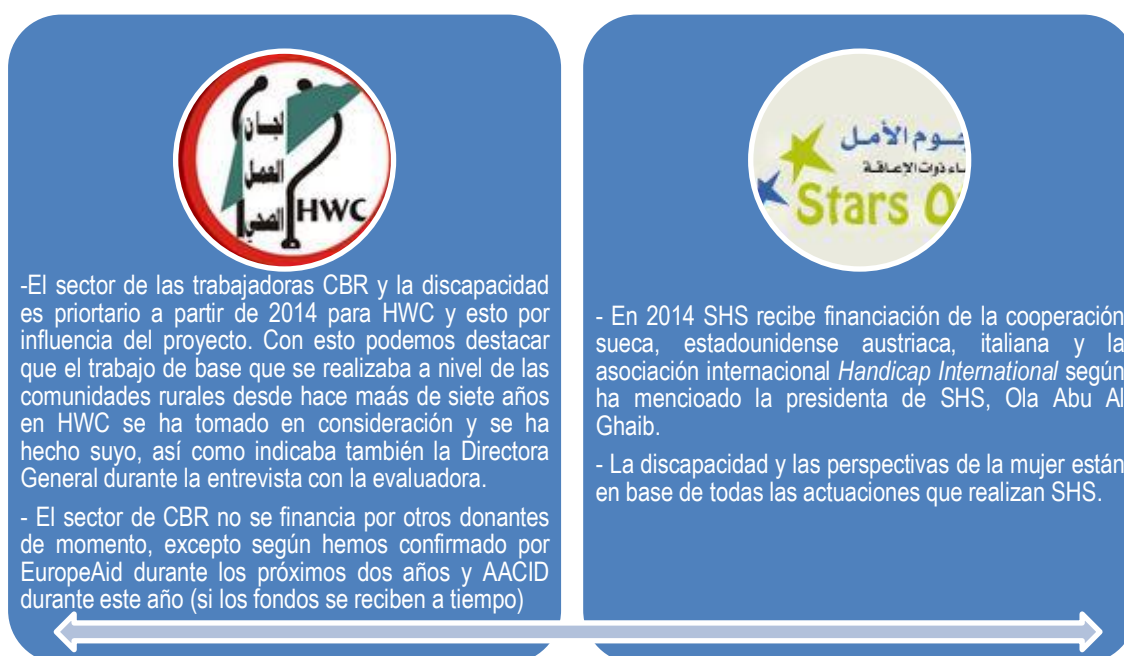 لجان
العمل
الصحي
HWC
-El sector de las trabajadoras CBR y la discapacidad
es priortario a partir de 2014 para HWC y esto por
influencia del proyecto. Con esto podemos destacar
que el trabajo de base que se realizaba a nivel de las
comunidades rurales desde hace maás de siete años
en HWC se ha tomado en consideración y se ha
hecho suyo, así como indicaba también la Directora
General durante la entrevista con la evaluadora.
- El sector de CBR no se financia por otros donantes
de momento, excepto según hemos confirmado por
EuropeAid durante los próximos dos años y AACID
durante este año (si los fondos se reciben a tiempo)
الأمل
ذوات الإعاقة
Stars
- En 2014 SHS recibe financiación de la cooperación
sueca, estadounidense austriaca, italiana y la
asociación internacional Handicap International según
ha mencioado la presidenta de SHS, Ola Abu Al
Ghaib.
- La discapacidad y las perspectivas de la mujer están
en base de todas las actuaciones que realizan SHS.